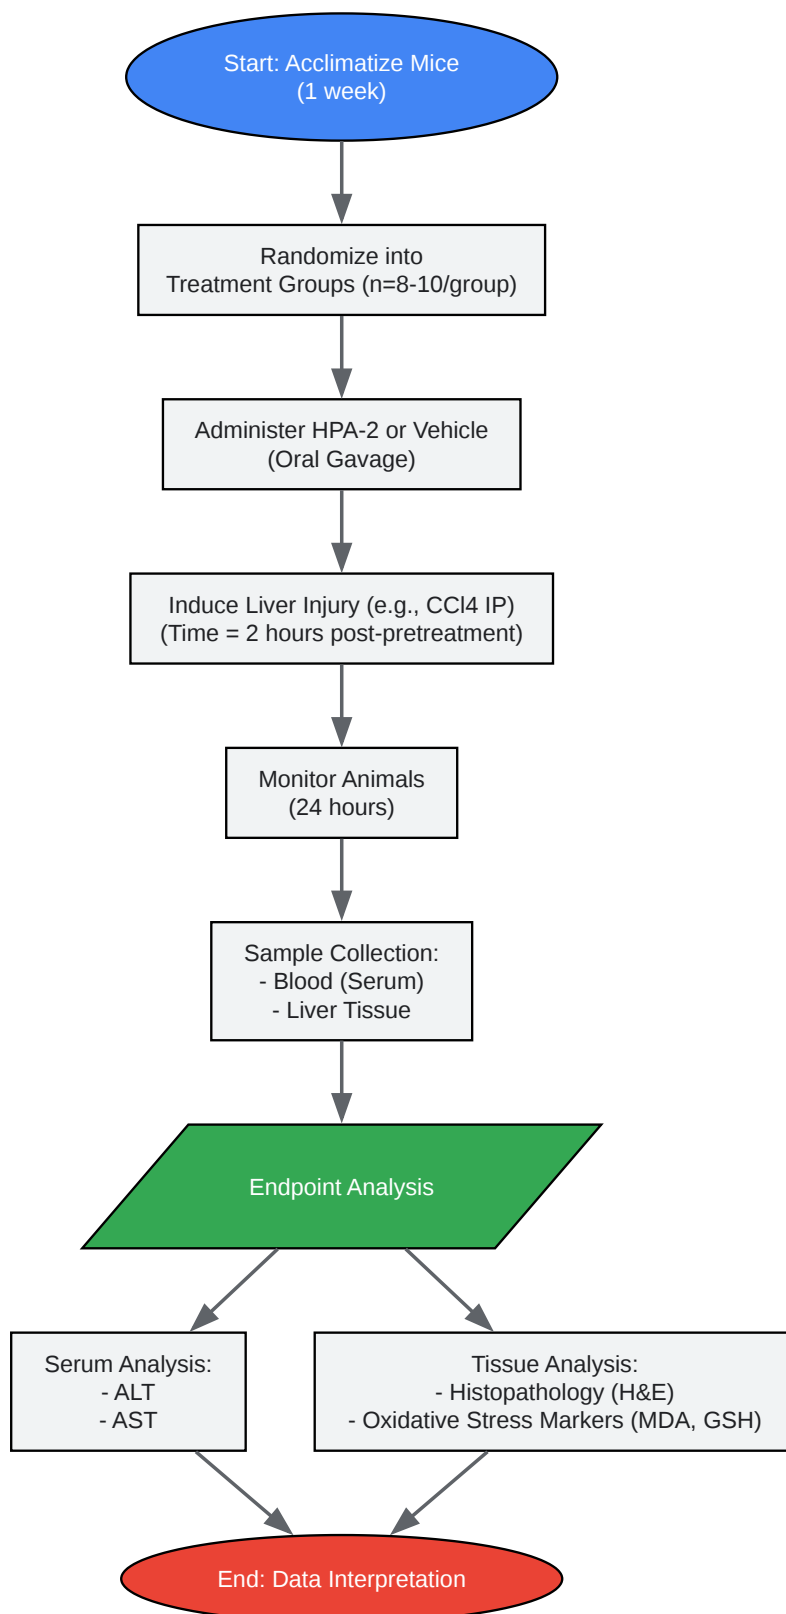 Start: Acclimatize Mice
(1 week)
Randomize into
Treatment Groups (n=8-10/group)
Administer HPA-2 or Vehicle
(Oral Gavage)
Induce Liver Injury (e.g., CCl4 IP)
(Time = 2 hours post-pretreatment)
Monitor Animals
(24 hours)
Sample Collection:
- Blood (Serum)
- Liver Tissue
Endpoint Analysis
Serum Analysis:
- ALT
- AST
Tissue Analysis:
- Histopathology (H&E)
- Oxidative Stress Markers (MDA, GSH)
End: Data Interpretation